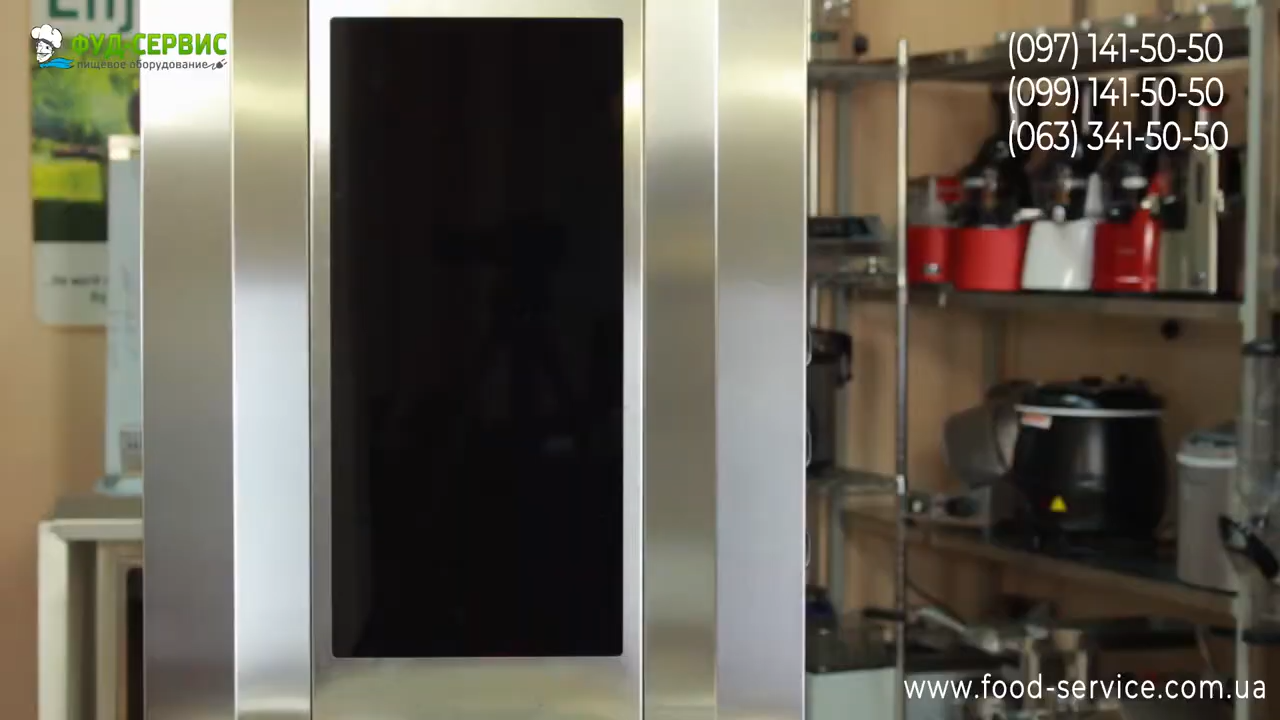 ФУД-СЕРВИС
пищевое оборудование
(097) 141-50-50
(099) 141-50-50
(063) 341-50-50
www.food-service.com.ua